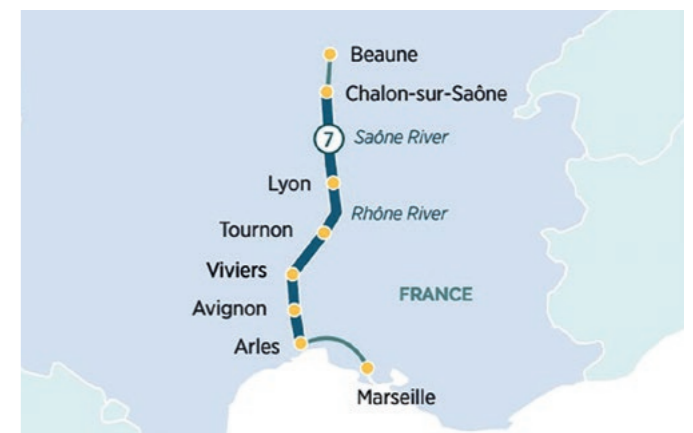 Beaune
Chalon-sur-Saône
7
Saône River
Lyon
Rhône River
Tournon
Viviers
FRANCE
Avignon
Arles
Marseille